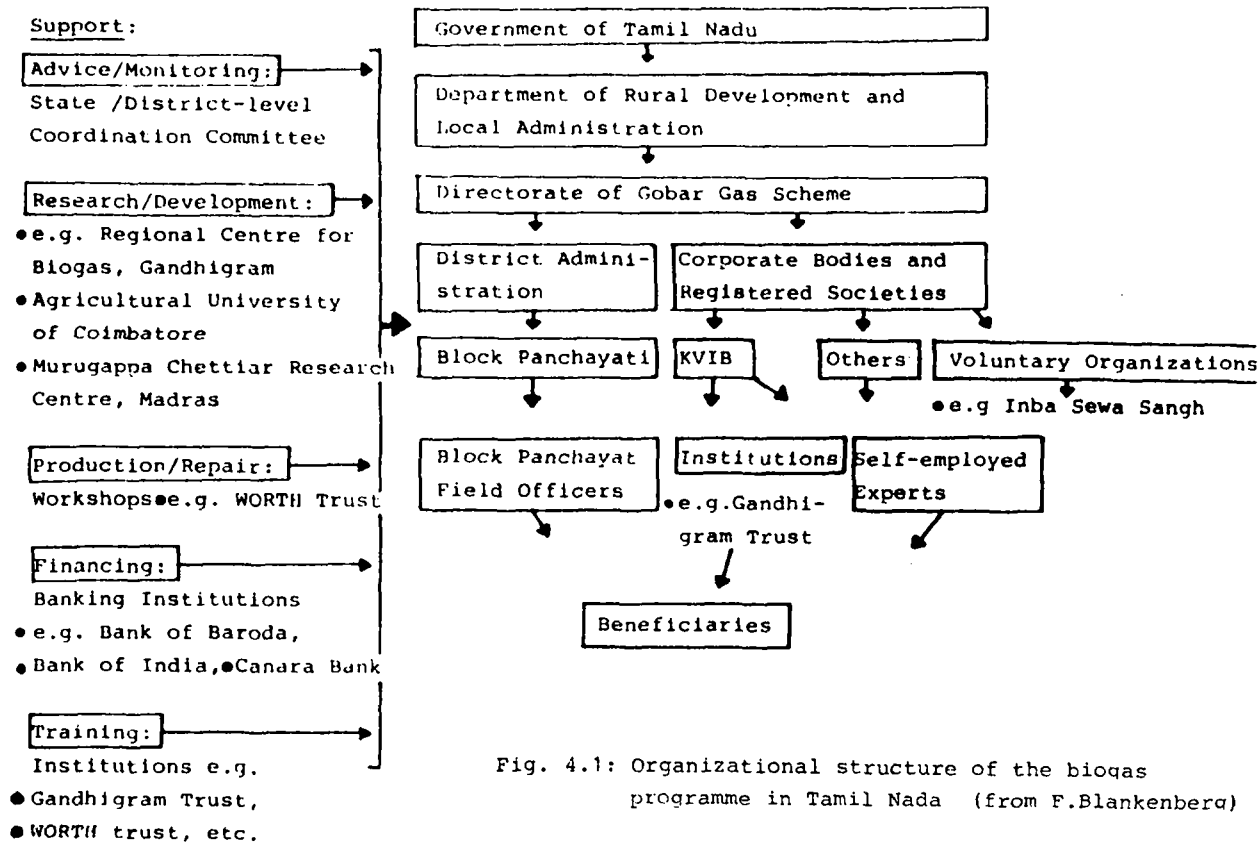 Support:
Advice/Monitoring:
State /District-level
Coordination Committee
Research/Development:
•e.g. Regional Centre for
Biogas, Gandhigram
•Agricultural University
of Coimbatore
•Murugappa Chettiar Research
Centre, Madras
Production/Repair:
Workshops•e.g. WORTH Trust
Financing:
Banking Institutions
•e.g. Bank of Baroda,
•Bank of India,•Canara Bank
Training:
Institutions e.g.
•Gandhigram Trust,
•WORTH trust, etc.
Government of Tamil Nadu
Department of Rural Development and
Local Administration
Directorate of Gobar Gas Scheme
District Admini-
stration
Corporate Bodies and
Registered Societies
Block Panchayati
KVIB
Others
Voluntary Organizations
•e.g Inba Sewa Sangh
Block Panchayat
Field Officers
Institutions
•e.g.Gandhi-
gram Trust
Self-employed
Experts
Beneficiaries
Fig. 4.1: Organizational structure of the biogas
programme in Tamil Nada (from F.Blankenberg)